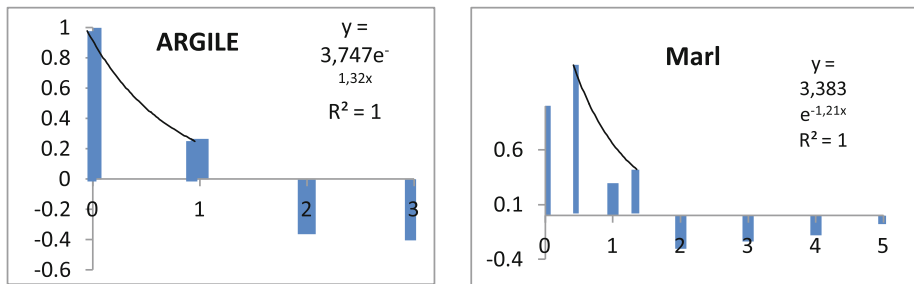 ARGILE
y =
3,747e-
1,32x
R² = 1
1
0.8
0.6
0.4
0.2
0
-0.2
-0.4
-0.6
0 1 2 3
Marl
y =
3,383
e-1,21x
R² = 1
0.6
0.1
-0.4
0 1 2 3 4 5